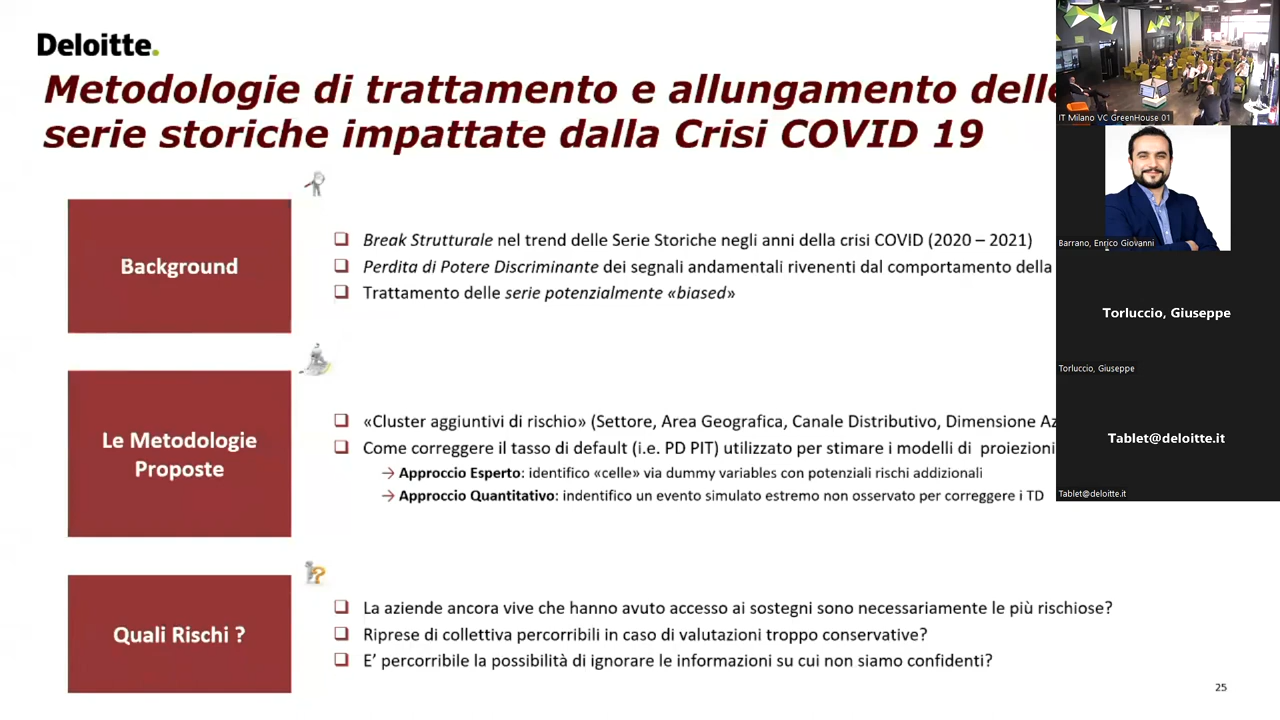 Deloitte.
Metodologie di trattamento e allungamento delle
serie storiche impattate dalla Crisi COVID 19
Background
❑ Break Strutturale nel trend delle Serie Storiche negli anni della crisi COVID (2020 – 2021)
❑ Perdita di Potere Discriminante dei segnali andamentali rivenenti dal comportamento della
❑ Trattamento delle serie potenzialmente «biased»
Le Metodologie
Proposte
❑ «Cluster aggiuntivi di rischio» (Settore, Area Geografica, Canale Distributivo, Dimensione Az
❑ Come correggere il tasso di default (i.e. PD PIT) utilizzato per stimare i modelli di proiezioni
→ Approccio Esperto: identifico «celle» via dummy variables con potenziali rischi addizionali
→ Approccio Quantitativo: indentifico un evento simulato estremo non osservato per correggere i TD
Quali Rischi ?
❑ La aziende ancora vive che hanno avuto accesso ai sostegni sono necessariamente le più rischiose?
❑ Riprese di collettiva percorribili in caso di valutazioni troppo conservative?
❑ E’ percorribile la possibilità di ignorare le informazioni su cui non siamo confidenti?
25
IT Milano VC GreenHouse 01
Barrano, Enrico Giovanni
Torluccio, Giuseppe
Torluccio, Giuseppe
Tablet@deloitte.it
Tablet@deloitte.it